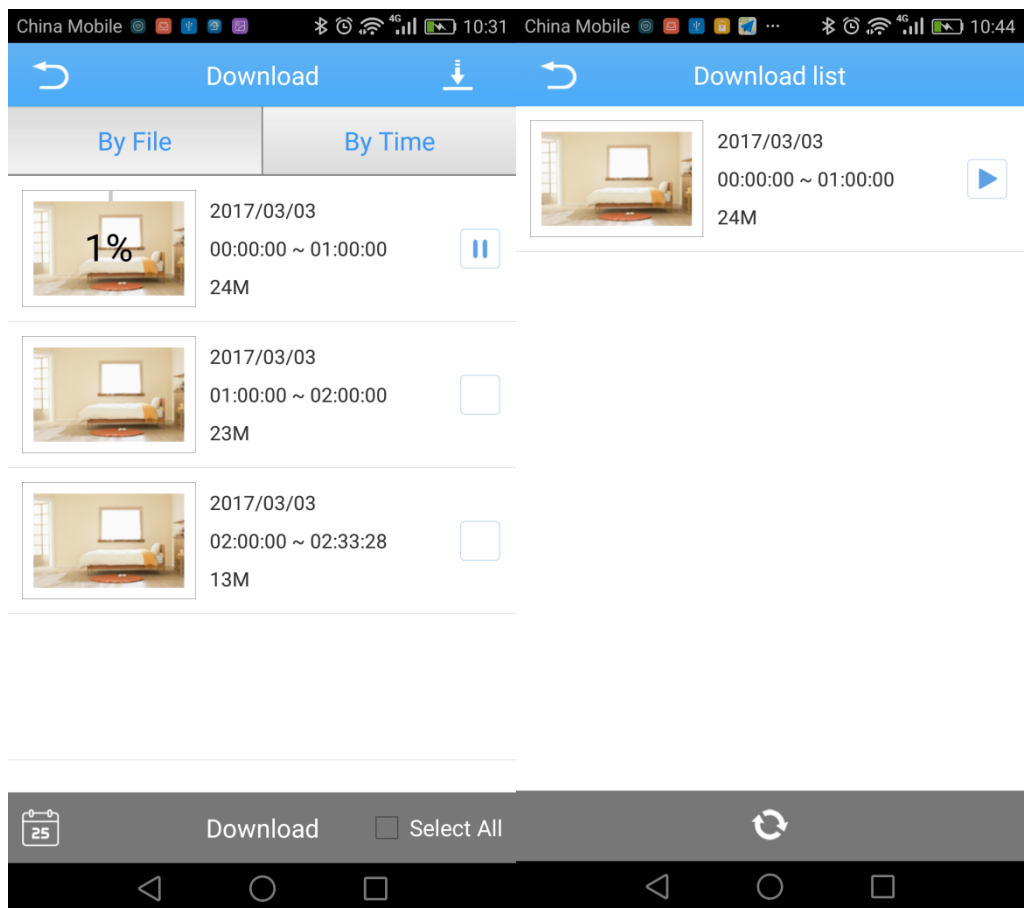 China Mobile 4G 10:31
Download
By File By Time
1%
2017/03/03
00:00:00 ~ 01:00:00
24M
2017/03/03
01:00:00 ~ 02:00:00
23M
2017/03/03
02:00:00 ~ 02:33:28
13M
25 Download Select All
China Mobile ... 4G 10:44
Download list
2017/03/03
00:00:00 ~ 01:00:00
24M